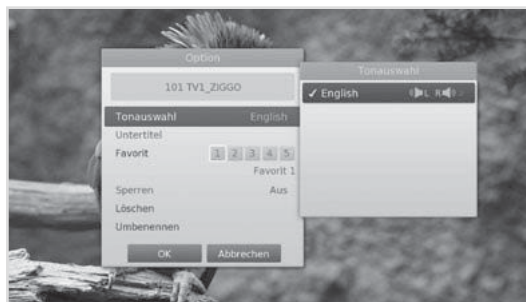 Option
101 TV1_ZIGGO
Tonauswahl English
Untertitel
Favorit 1 2 3 4 5
Favorit 1
Sperren Aus
Löschen
Umbenennen
OK Abbrechen
Tonauswahl
✓ English L R